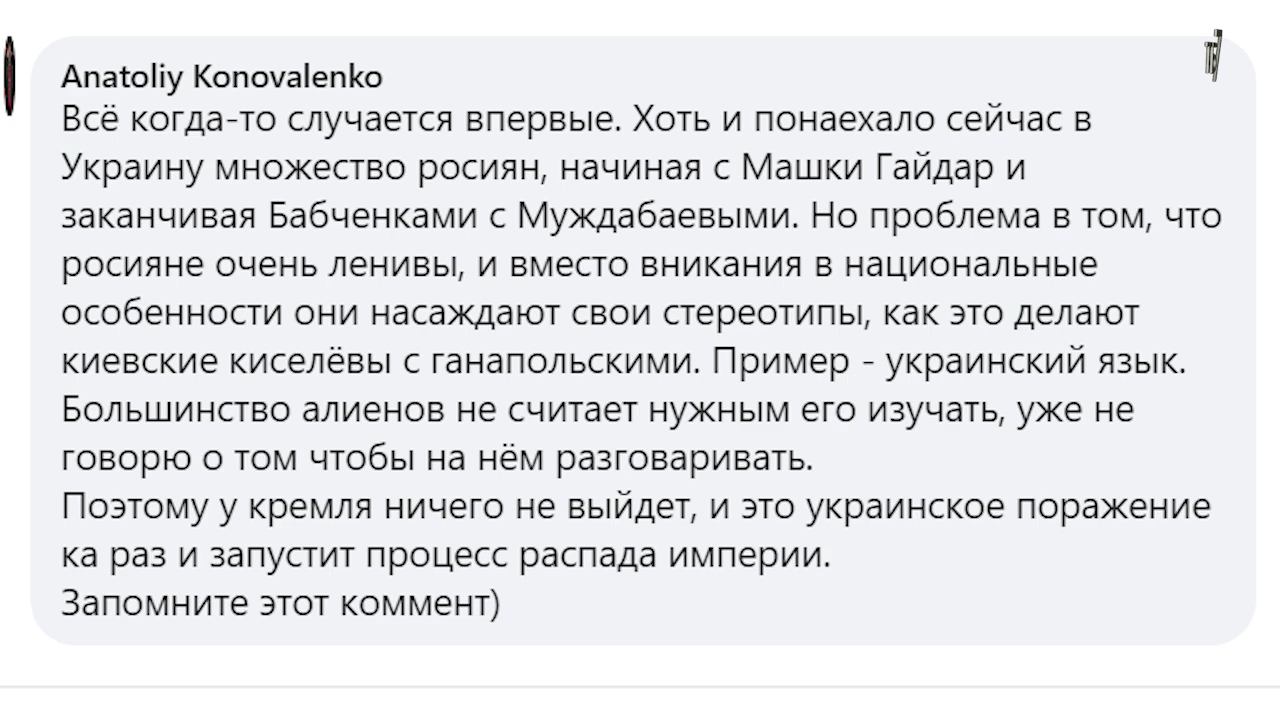 Anatoliy Konovalenko
Всё когда-то случается впервые. Хоть и понаехало сейчас в
Украину множество росиян, начиная с Машки Гайдар и
заканчивая Бабченками с Муждабаевыми. Но проблема в том, что
росияне очень ленивы, и вместо вникания в национальные
особенности они насаждают свои стереотипы, как это делают
киевские киселёвы с ганапольскими. Пример - украинский язык.
Большинство алиенов не считает нужным его изучать, уже не
говорю о том чтобы на нём разговаривать.
Поэтому у кремля ничего не выйдет, и это украинское поражение
ка раз и запустит процесс распада империи.
Запомните этот коммент)